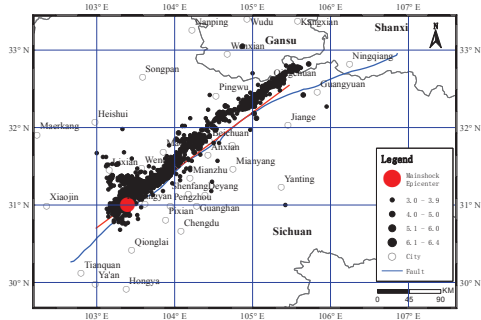 103° E 104° E 105° E 106° E 107° E
Nanping Wudu Kangxian
Shanxi
Gansu
N
33° N 33° N
Wenxian
Ningqiang
Songpan
Qingchuan
Pingwu Guangyuan
Heishui
Jiange
32° N 32° N
Maerkang
Beichuan
Anxian
Legend
Lixian Wen
Mianyang
Mianzhu
Mainshock
Epicenter
Shenfang Deyang Yanting
Xiaojin
Pengzhou
3.0 - 3.9
31° N 31° N
Pixian Guanghan
4.0 - 5.0
Chengdu
5.1 - 6.0
Sichuan
6.1 - 6.4
Qionglai
City
Tianquan
Fault
Ya'an
Hongya
KM
30° N 30° N
0 45 90
103° E 104° E 105° E 106° E 107° E